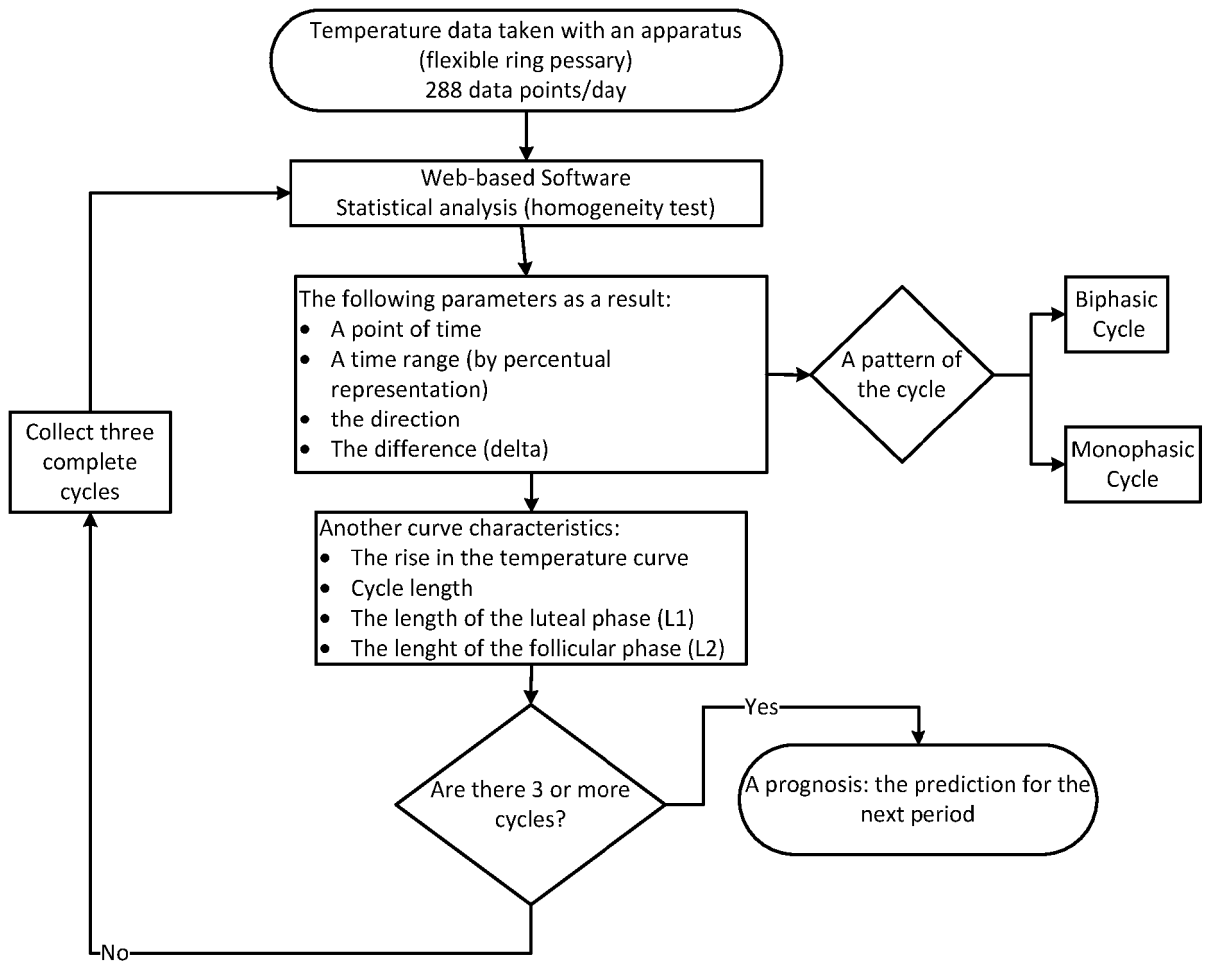 Temperature data taken with an apparatus
(flexible ring pessary)
288 data points/day
Web-based Software
Statistical analysis (homogeneity test)
The following parameters as a result:
• A point of time
• A time range (by percentual
representation)
• the direction
• The difference (delta)
A pattern of
the cycle
Biphasic
Cycle
Monophasic
Cycle
Collect three
complete
cycles
Another curve characteristics:
• The rise in the temperature curve
• Cycle length
• The length of the luteal phase (L1)
• The lenght of the follicular phase (L2)
Are there 3 or more
cycles?
Yes
A prognosis: the prediction for the
next period
No